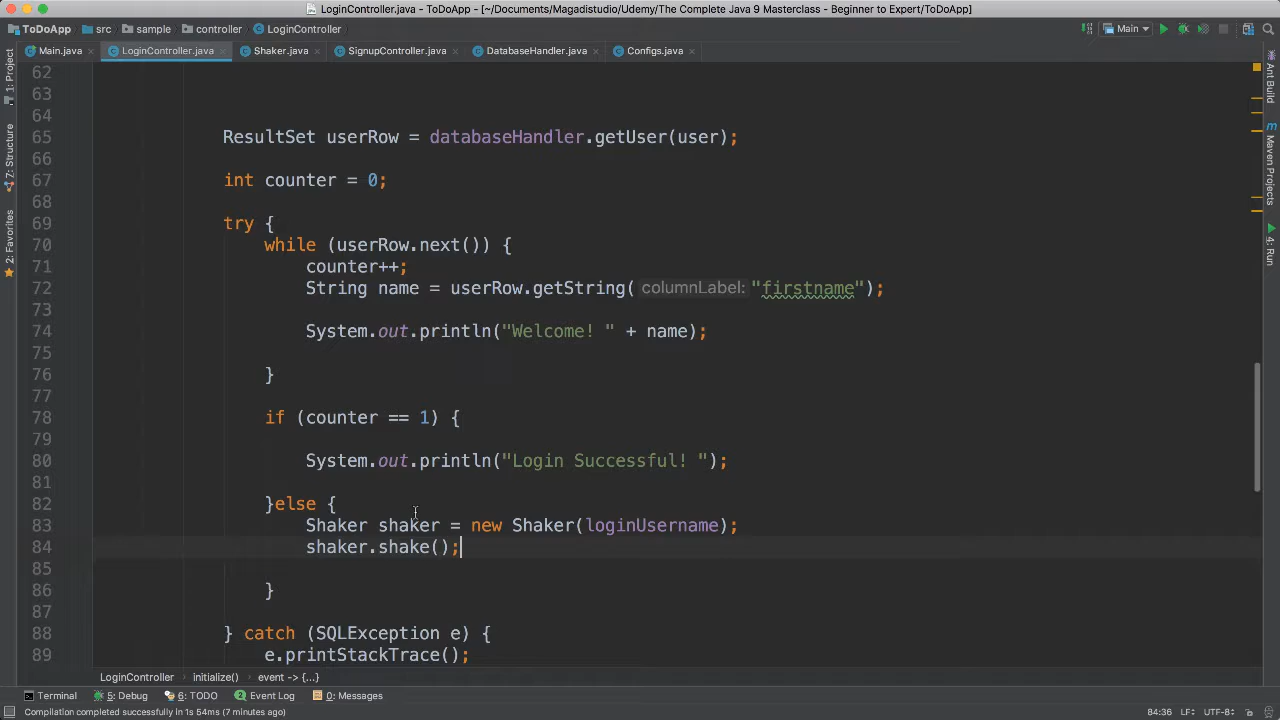 LoginController.java - ToDoApp - [~/Documents/Magadistudio/Udemy/The Complete Java 9 Masterclass - Beginner to Expert/ToDoApp]
ToDoApp src sample controller LoginController Main
Main.java LoginController.java Shaker.java SignupController.java DatabaseHandler.java Configs.java
1: Project
Z: Structure
2: Favorites
62
63
64
65 ResultSet userRow = databaseHandler.getUser(user);
66
67 int counter = 0;
68
69 try {
70 while (userRow.next()) {
71 counter++;
72 String name = userRow.getString( columnLabel: "firstname");
73
74 System.out.println("Welcome! " + name);
75
76 }
77
78 if (counter == 1) {
79
80 System.out.println("Login Successful! ");
81
82 }else {
83 Shaker shaker = new Shaker(loginUsername);
84 shaker.shake();
85
86 }
87
88 } catch (SQLException e) {
89 e.printStackTrace();
Ant Build
m Maven Projects
4: Run
LoginController initialize() event -> {...}
Terminal 5: Debug 6: TODO Event Log 0: Messages
Compilation completed successfully in 1s 54ms (7 minutes ago) 84:36 LF÷ UTF-8÷